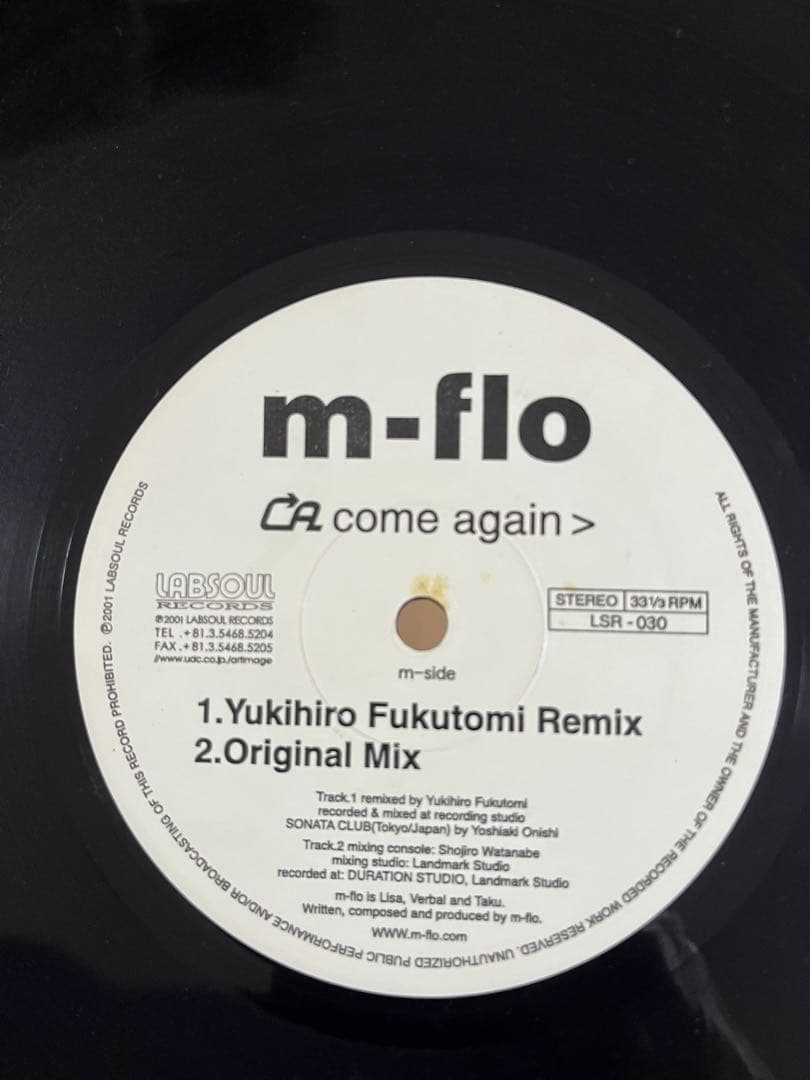 m-flo
CA come again >
LABSOUL
RECORDS
℗2001 LABSOUL RECORDS
TEL .+81.3.5468.5204
FAX .+81.3.5468.5205
//www.udc.co.jp/artimage
STEREO 33 1/3 RPM
LSR - 030
m-side
1.Yukihiro Fukutomi Remix
2.Original Mix
Track.1 remixed by Yukihiro Fukutomi
recorded & mixed at recording studio
SONATA CLUB(Tokyo/Japan) by Yoshiaki Onishi
Track.2 mixing console: Shojiro Watanabe
mixing studio: Landmark Studio
recorded at: DURATION STUDIO, Landmark Studio
m-flo is Lisa, Verbal and Taku.
Written, composed and produced by m-flo.
WWW.m-flo.com
ALL RIGHTS OF THE MANUFACTURER AND THE OWNER OF THE RECORDED WORK RESERVED. UNAUTHORIZED PUBLIC PERFORMANCE AND/OR BROADCASTING OF THIS RECORD PROHIBITED. ℗2001 LABSOUL RECORDS